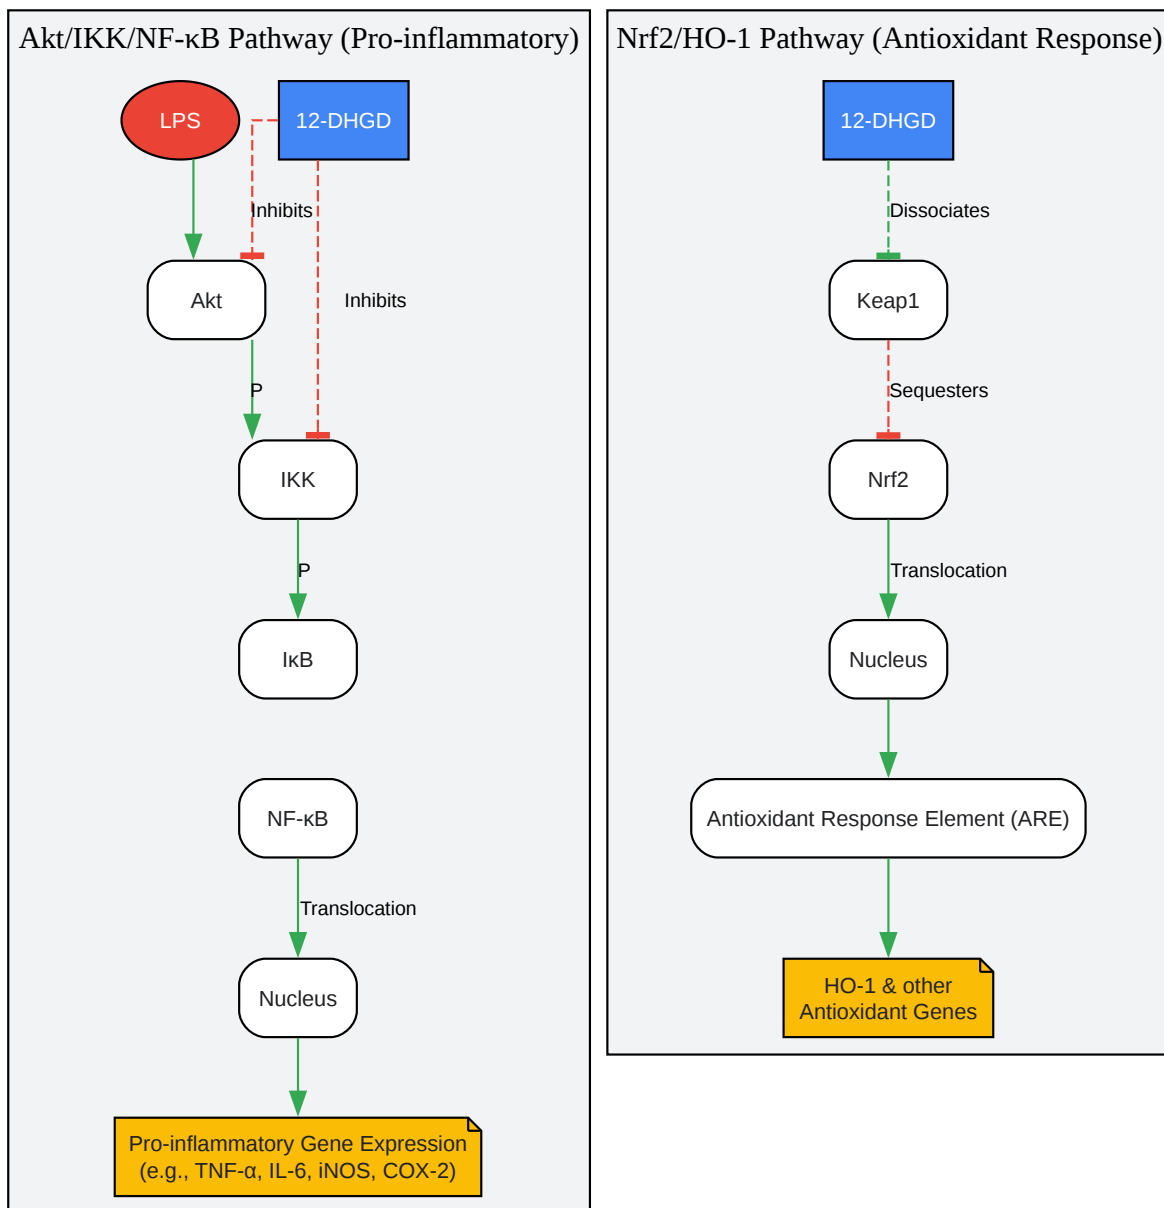 Akt/IKK/NF-κB Pathway (Pro-inflammatory)
LPS
12-DHGD
Inhibits
Akt
Inhibits
P
IKK
P
IκB
NF-κB
Translocation
Nucleus
Pro-inflammatory Gene Expression
(e.g., TNF-α, IL-6, iNOS, COX-2)
Nrf2/HO-1 Pathway (Antioxidant Response)
12-DHGD
Dissociates
Keap1
Sequesters
Nrf2
Translocation
Nucleus
Antioxidant Response Element (ARE)
HO-1 & other
Antioxidant Genes